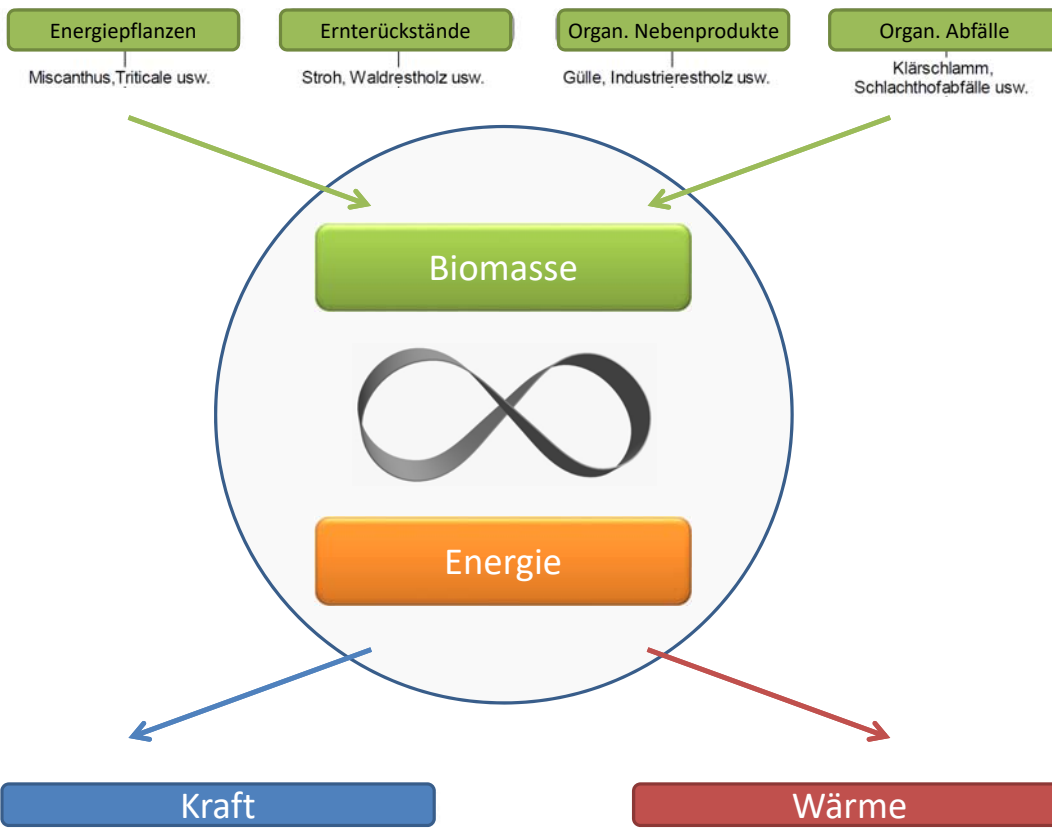 Energiepflanzen
Ernterückstände
Organ. Nebenprodukte
Organ. Abfälle
Miscanthus,Triticale usw.
Stroh, Waldrestholz usw.
Gülle, Industrierestholz usw.
Klärschlamm,
Schlachthofabfälle usw.
Biomasse
Energie
Kraft
Wärme